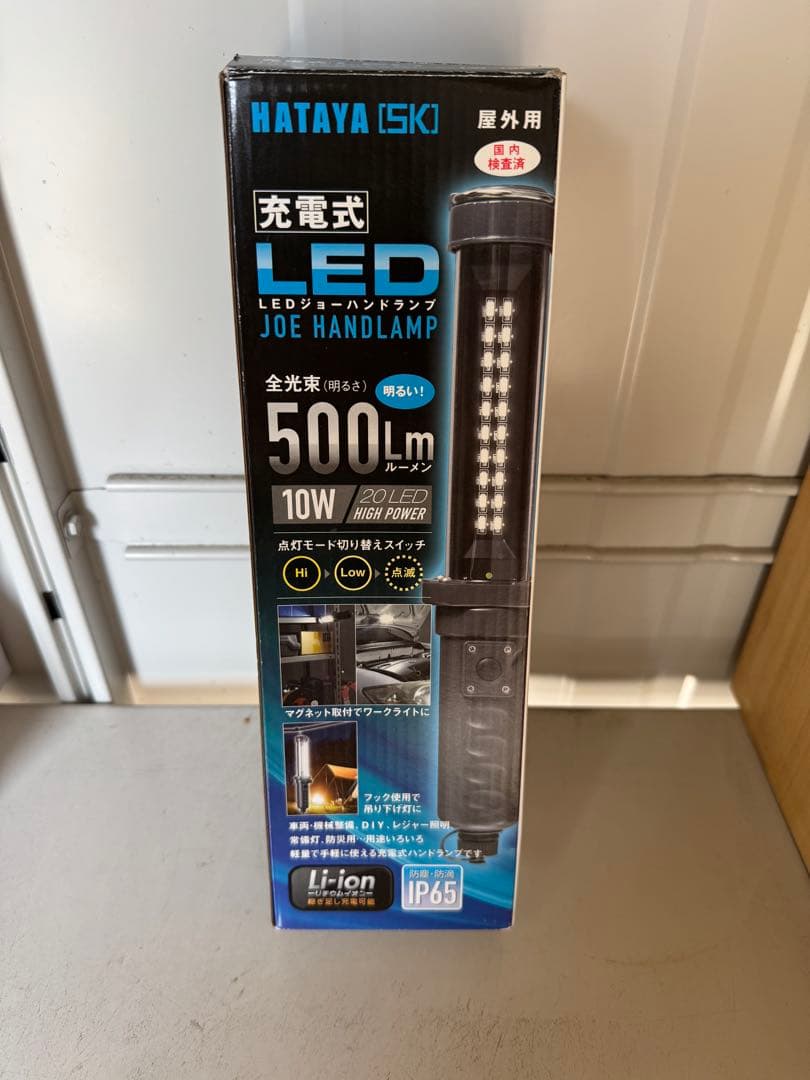 HATAYA [SK]
屋外用
国内
検査済
充電式
LED
LEDジョーハンドランプ
JOE HANDLAMP
全光束(明るさ)
明るい!
500Lm
ルーメン
10W
20LED
HIGH POWER
点灯モード切り替えスイッチ
Hi
Low
点滅
マグネット取付でワークライトに
フック使用で
吊り下げ灯に
車両・機械整備、DIY、レジャー照明
常備灯、防災用…用途いろいろ
軽量で手軽に使える充電式ハンドランプです
Li-ion
リチウムイオン
継ぎ足し充電可能
防塵・防滴
IP65